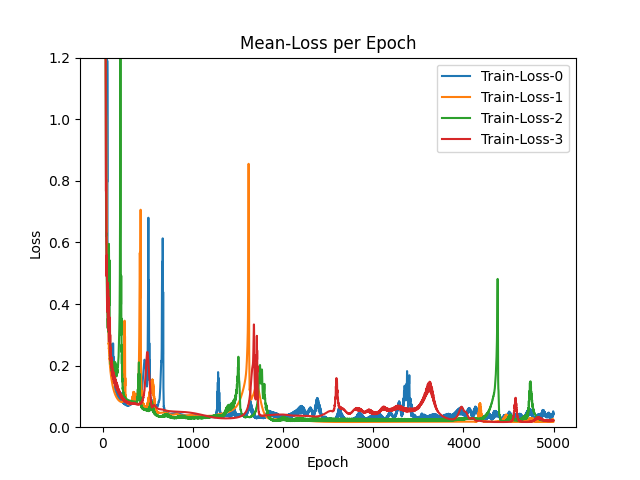 Mean-Loss per Epoch
Loss
1.2
1.0
0.8
0.6
0.4
0.2
0.0
Train-Loss-0
Train-Loss-1
Train-Loss-2
Train-Loss-3
0 1000 2000 3000 4000 5000
Epoch